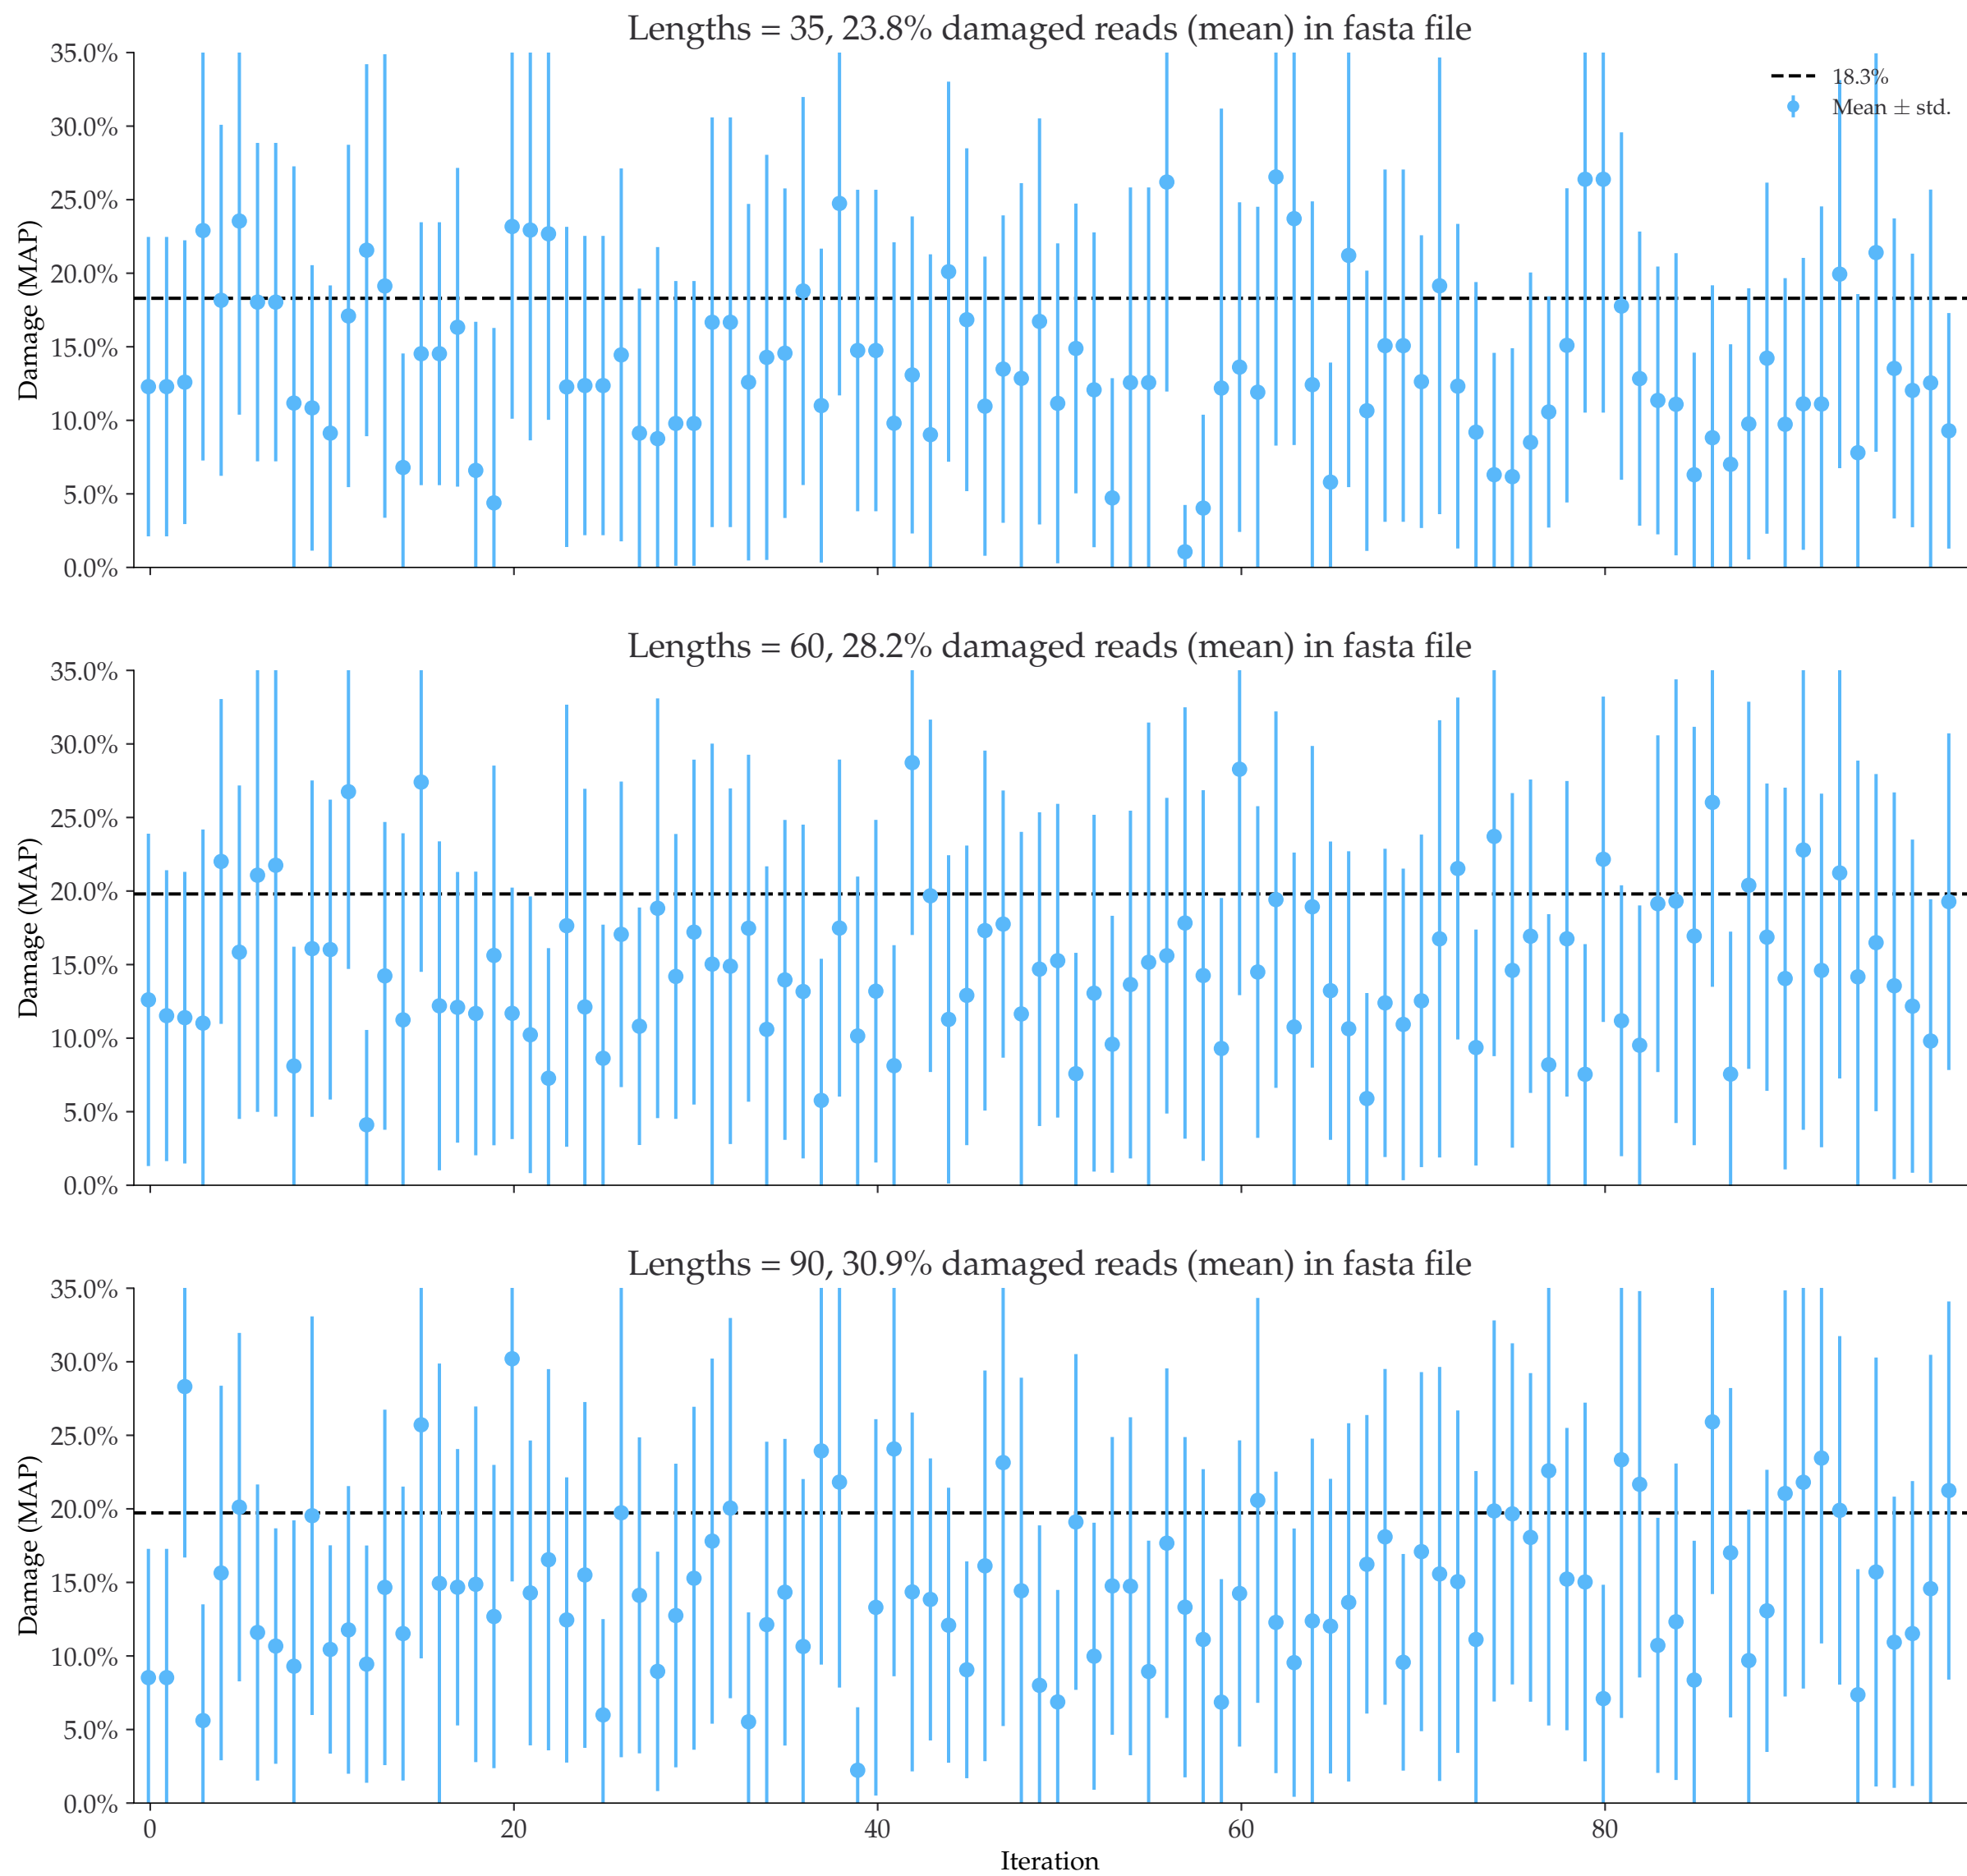 Lengths = 35, 23.8% damaged reads (mean) in fasta file
35.0%
30.0%
25.0%
20.0%
15.0%
10.0%
5.0%
0.0%
Damage (MAP)
18.3%
Mean ± std.
Lengths = 60, 28.2% damaged reads (mean) in fasta file
35.0%
30.0%
25.0%
20.0%
15.0%
10.0%
5.0%
0.0%
Damage (MAP)
Lengths = 90, 30.9% damaged reads (mean) in fasta file
35.0%
30.0%
25.0%
20.0%
15.0%
10.0%
5.0%
0.0%
Damage (MAP)
0 20 40 60 80
Iteration